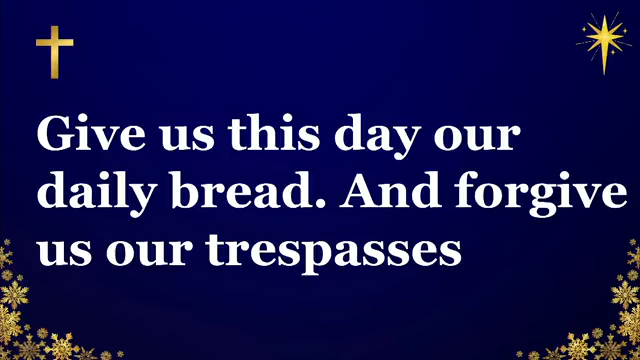 Give us this day our
daily bread. And forgive
us our trespasses